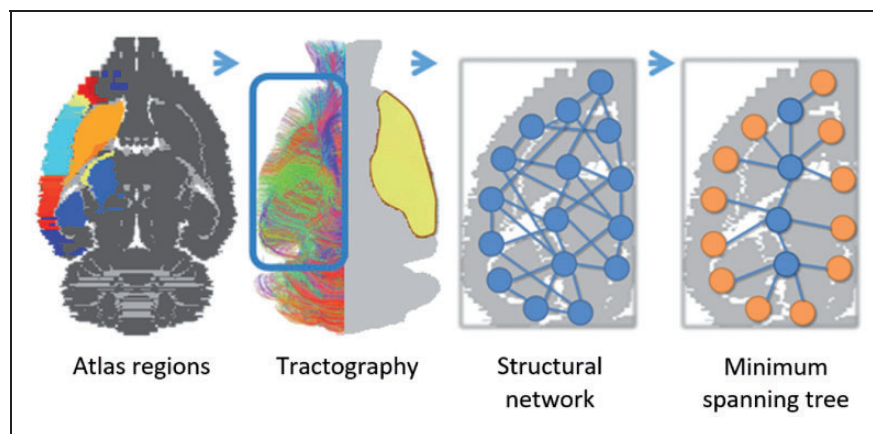 Atlas regions
Tractography
Structural
network
Minimum
spanning tree